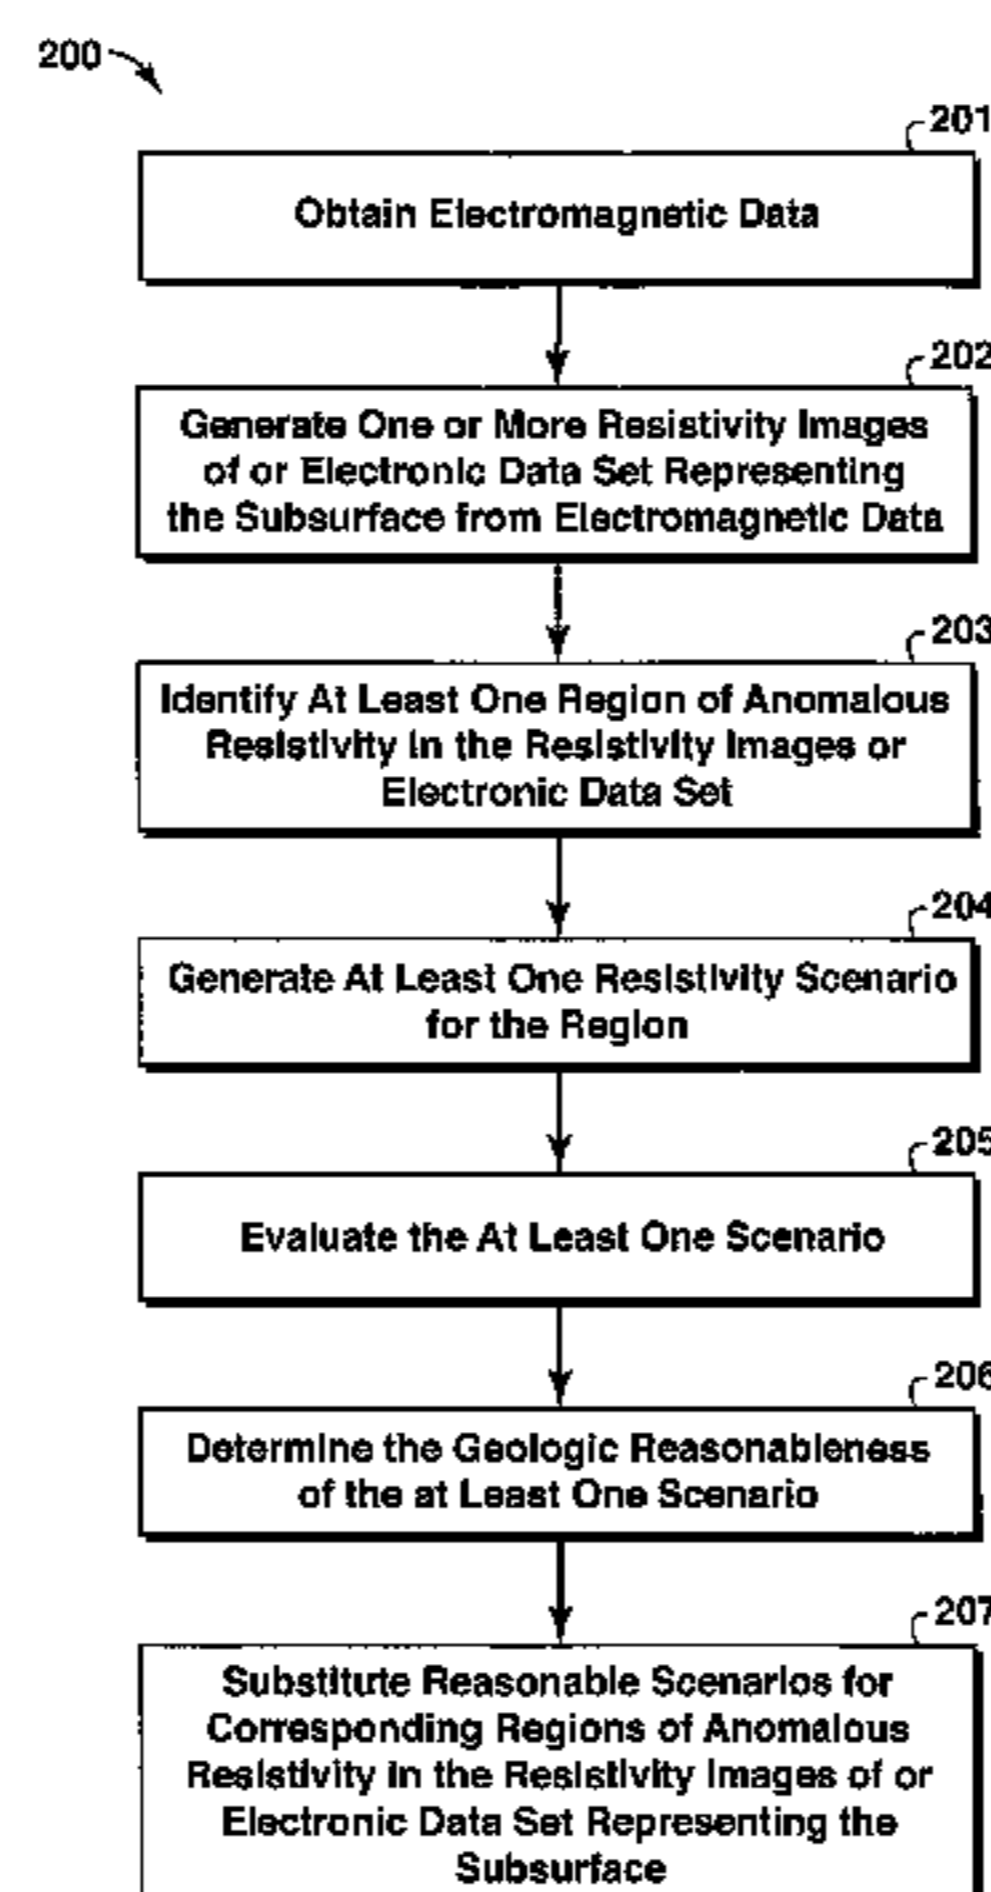 200
201
Obtain Electromagnetic Data
202
Generate One or More Resistivity Images
of or Electronic Data Set Representing
the Subsurface from Electromagnetic Data
203
Identify At Least One Region of Anomalous
Resistivity in the Resistivity Images or
Electronic Data Set
204
Generate At Least One Resistivity Scenario
for the Region
205
Evaluate the At Least One Scenario
206
Determine the Geologic Reasonableness
of the at Least One Scenario
207
Substitute Reasonable Scenarios for
Corresponding Regions of Anomalous
Resistivity in the Resistivity Images of or
Electronic Data Set Representing the
Subsurface